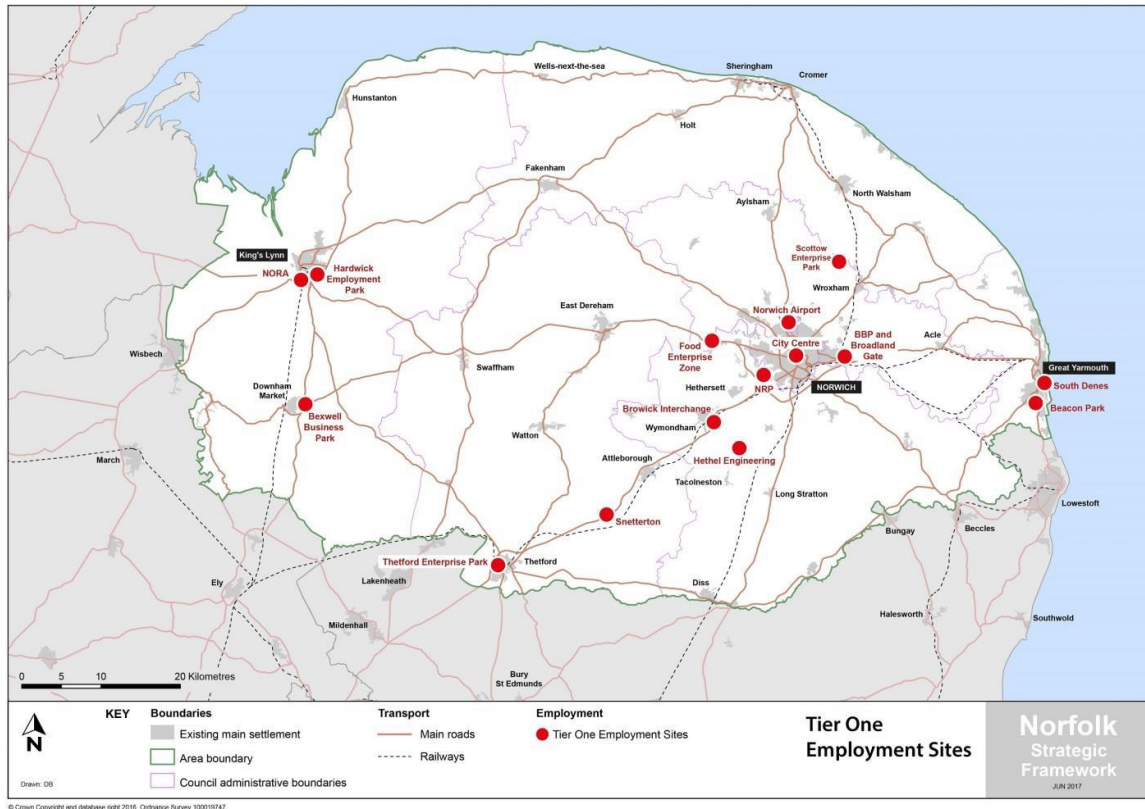 Wells-next-the-sea
Sheringham
Cromer
Hunstanton
Holt
Fakenham
North Walsham
Aylsham
King's Lynn
NORA
Hardwick
Employment
Park
Scottow
Enterprise
Park
Wroxham
East Dereham
Norwich Airport
City Centre
BBP and
Broadland
Gate
Acle
Food
Enterprise
Zone
Wisbech
Swaffham
Great Yarmouth
South Denes
Beacon Park
Hethersett
NRP
NORWICH
Downham
Market
Bexwell
Business
Park
Browick Interchange
Wymondham
Watton
March
Attleborough
Hethel Engineering
Tacolneston
Long Stratton
Lowestoft
Snetterton
Bungay
Beccles
Thetford Enterprise Park
Thetford
Ely
Lakenheath
Diss
Mildenhall
Halesworth
Southwold
Bury
St Edmunds
0 5 10 20 Kilometres
N
Drawn: DB
KEY
Boundaries
Existing main settlement
Area boundary
Council administrative boundaries
Transport
Main roads
Railways
Employment
Tier One Employment Sites
Tier One
Employment Sites
Norfolk
Strategic
Framework
JUN 2017
© Crown Copyright and database right 2016. Ordnance Survey 100019747